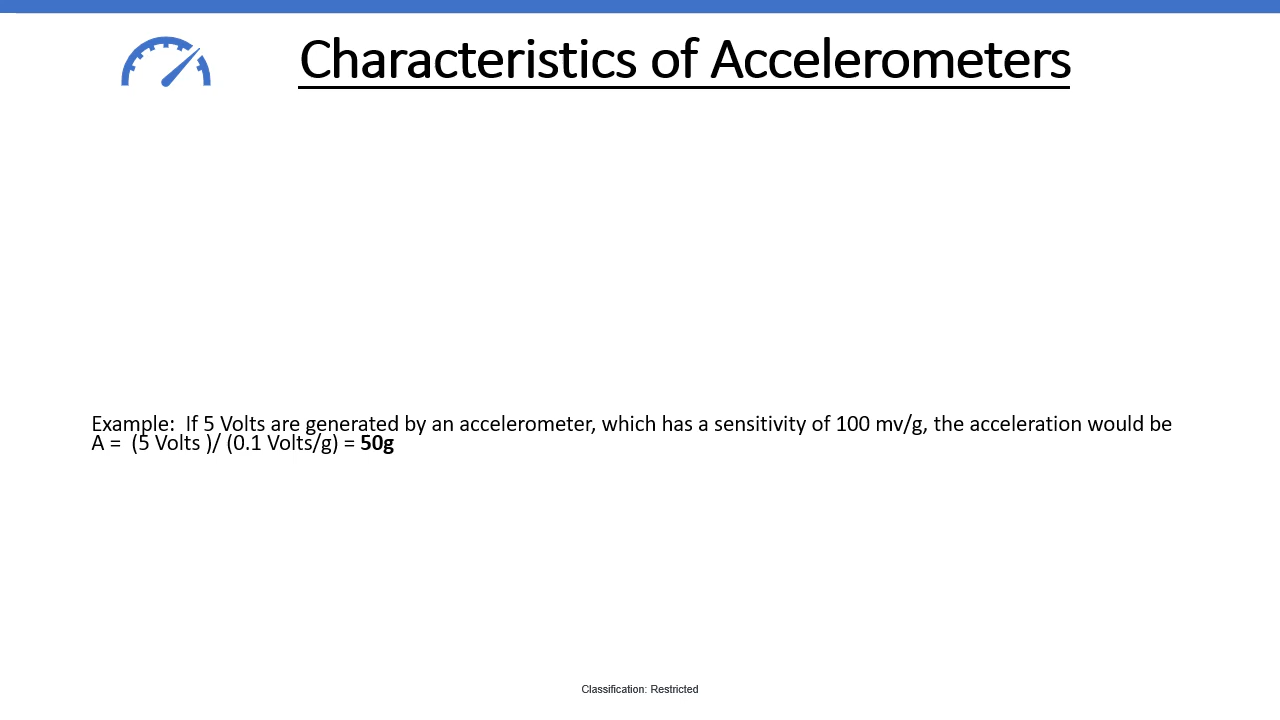 Characteristics of Accelerometers
Example:  If 5 Volts are generated by an accelerometer, which has a sensitivity of 100 mv/g, the acceleration would be
A =  (5 Volts )/ (0.1 Volts/g) = 50g
Classification: Restricted